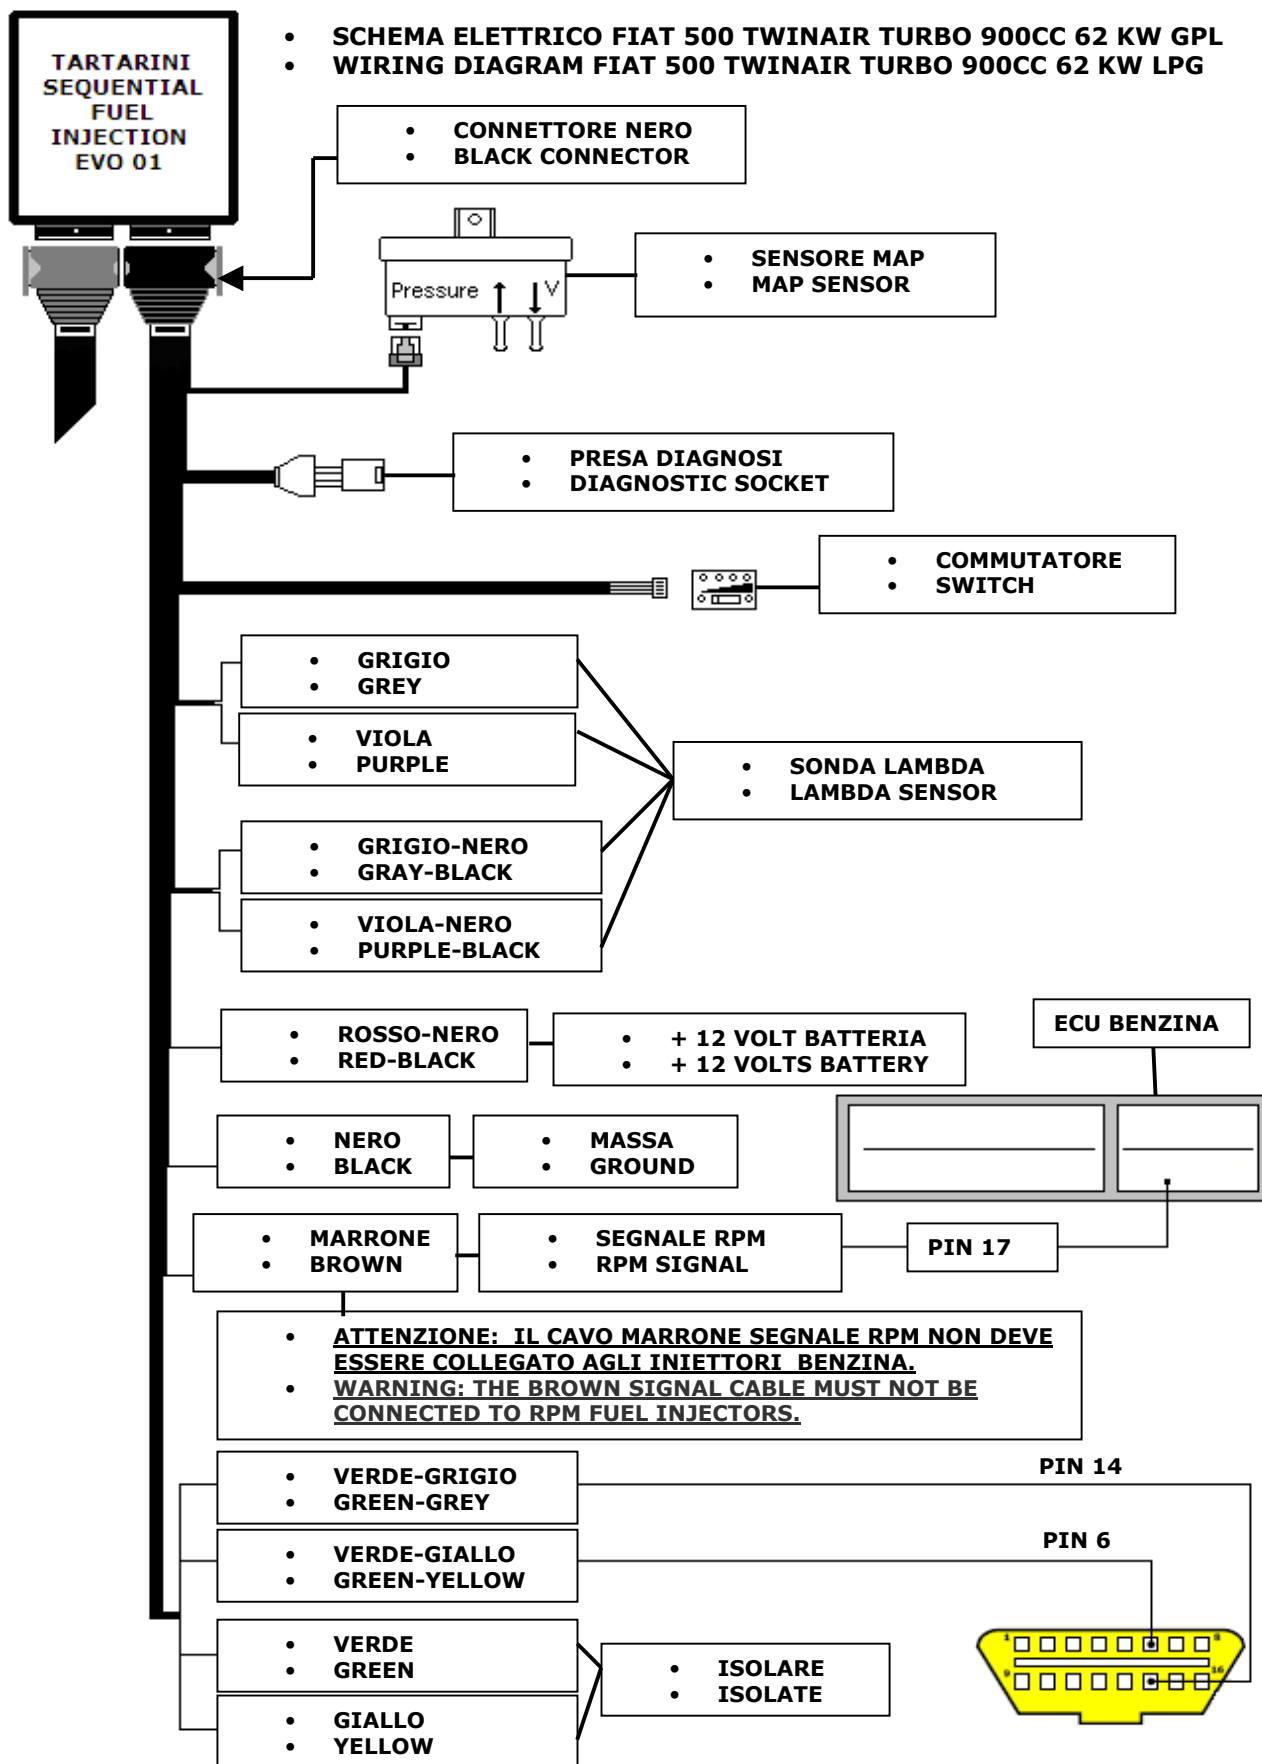 TARTARINI
SEQUENTIAL
FUEL
INJECTION
EVO 01
• SCHEMA ELETTRICO FIAT 500 TWINAIR TURBO 900CC 62 KW GPL
• WIRING DIAGRAM FIAT 500 TWINAIR TURBO 900CC 62 KW LPG
• CONNETTORE NERO
• BLACK CONNECTOR
Pressure V
• SENSORE MAP
• MAP SENSOR
• PRESA DIAGNOSI
• DIAGNOSTIC SOCKET
• COMMUTATORE
• SWITCH
• GRIGIO
• GREY
• VIOLA
• PURPLE
• SONDA LAMBDA
• LAMBDA SENSOR
• GRIGIO-NERO
• GRAY-BLACK
• VIOLA-NERO
• PURPLE-BLACK
• ROSSO-NERO
• RED-BLACK
• + 12 VOLT BATTERIA
• + 12 VOLTS BATTERY
ECU BENZINA
• NERO
• BLACK
• MASSA
• GROUND
• MARRONE
• BROWN
• SEGNALE RPM
• RPM SIGNAL
PIN 17
• ATTENZIONE: IL CAVO MARRONE SEGNALE RPM NON DEVE
ESSERE COLLEGATO AGLI INIETTORI BENZINA.
• WARNING: THE BROWN SIGNAL CABLE MUST NOT BE
CONNECTED TO RPM FUEL INJECTORS.
• VERDE-GRIGIO
• GREEN-GREY
PIN 14
• VERDE-GIALLO
• GREEN-YELLOW
PIN 6
• VERDE
• GREEN
• ISOLARE
• ISOLATE
• GIALLO
• YELLOW
1 8
9 16